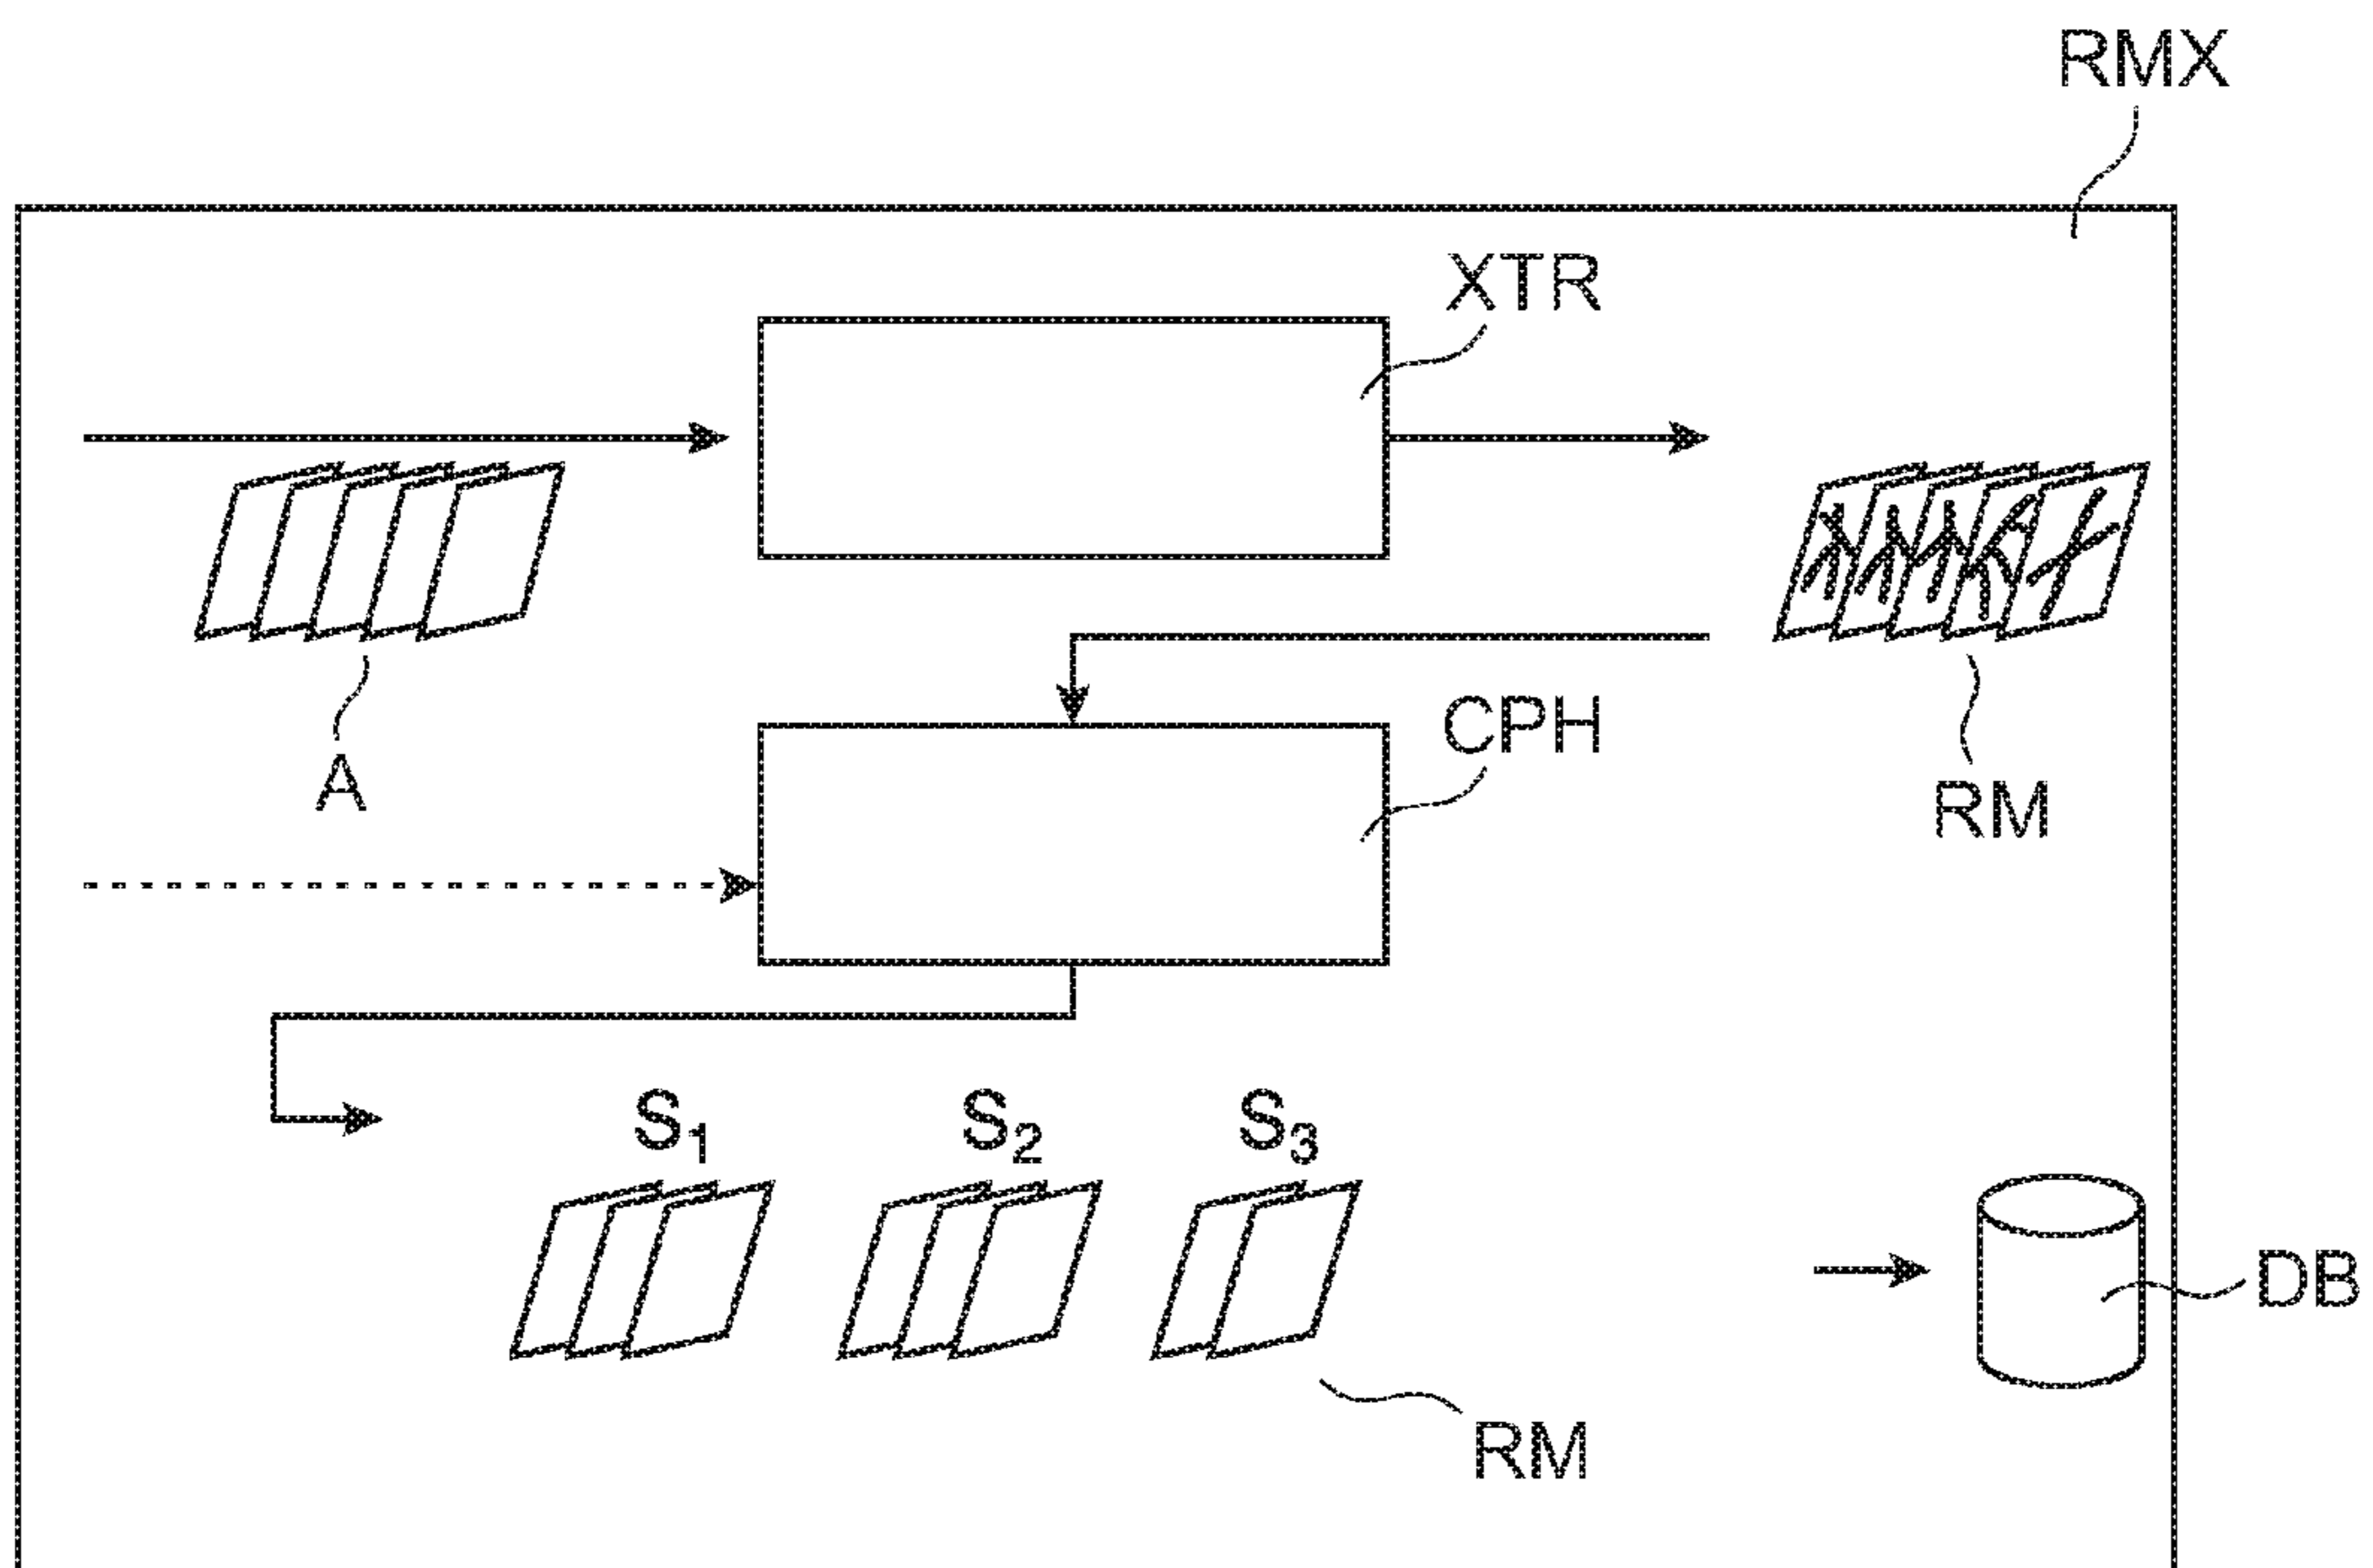 RMX
XTR
A
CPH
RM
S₁ S₂ S₃
DB
RM